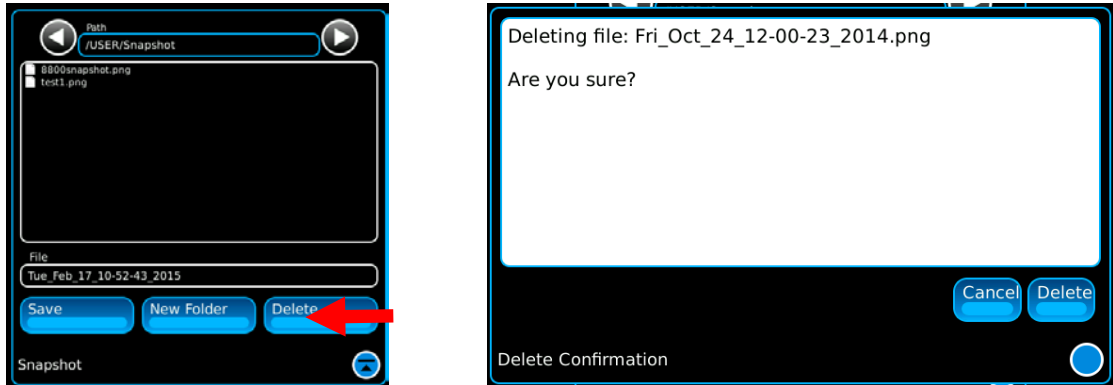 Path
/USER/Snapshot
8800snapshot.png
test1.png
File
Tue_Feb_17_10-52-43_2015
Save
New Folder
Delete
Snapshot
Deleting file: Fri_Oct_24_12-00-23_2014.png
Are you sure?
Cancel
Delete
Delete Confirmation